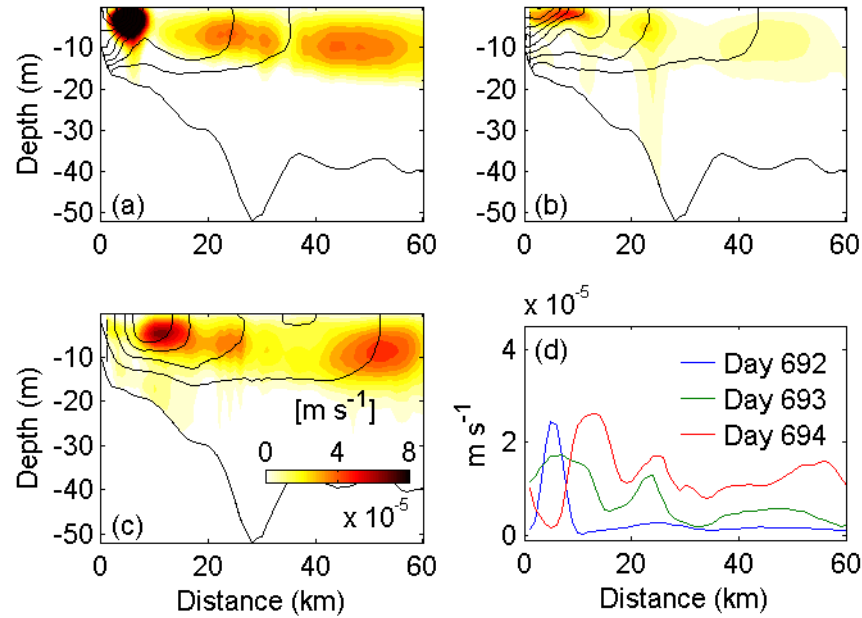 -10
-20
-30
-40
-50
Depth (m)
(a)
0 20 40 60
-10
-20
-30
-40
-50
(b)
0 20 40 60
-10
-20
-30
-40
-50
Depth (m)
[m s⁻¹]
0 4 8
x 10⁻⁵
(c)
0 20 40 60
Distance (km)
x 10⁻⁵
4
2
0
m s⁻¹
(d)
Day 692
Day 693
Day 694
0 20 40 60
Distance (km)